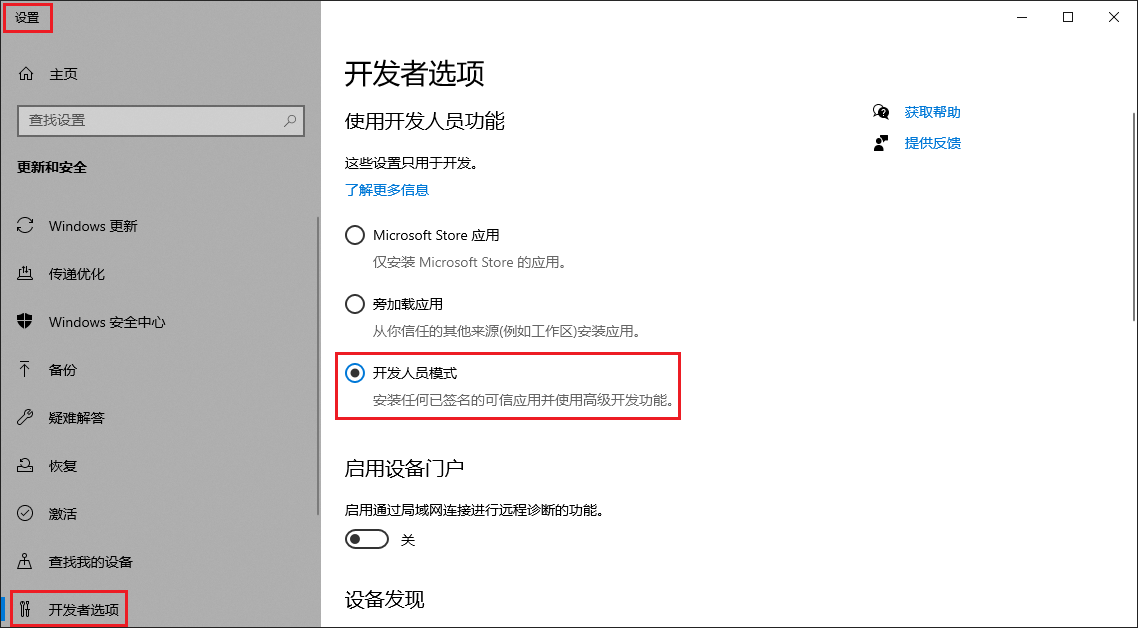 设置
主页
查找设置
更新和安全
Windows 更新
传递优化
Windows 安全中心
备份
疑难解答
恢复
激活
查找我的设备
开发者选项
开发者选项
使用开发人员功能
这些设置只用于开发。
了解更多信息
Microsoft Store 应用
仅安装 Microsoft Store 的应用。
旁加载应用
从你信任的其他来源(例如工作区)安装应用。
开发人员模式
安装任何已签名的可信应用并使用高级开发功能。
启用设备门户
启用通过局域网连接进行远程诊断的功能。
关
设备发现
获取帮助
提供反馈